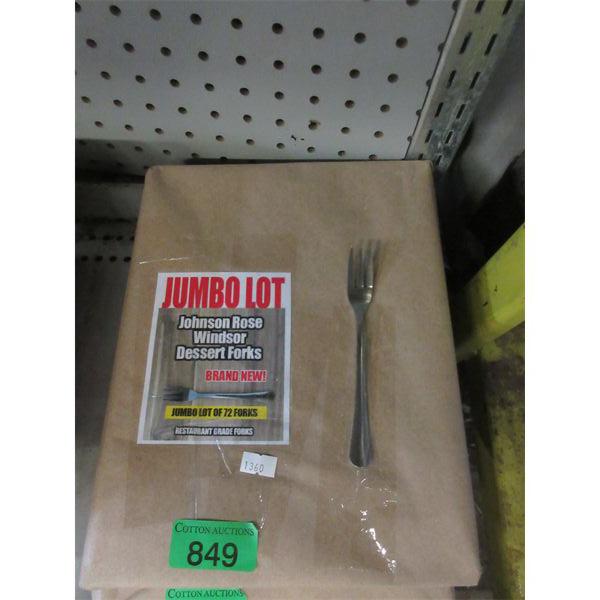 JUMBO LOT
Johnson Rose
Windsor
Dessert Forks
BRAND NEW!
JUMBO LOT OF 72 FORKS
RESTAURANT GRADE FORKS
1360
COTTON AUCTIONS
849
COTTON AUCTIONS